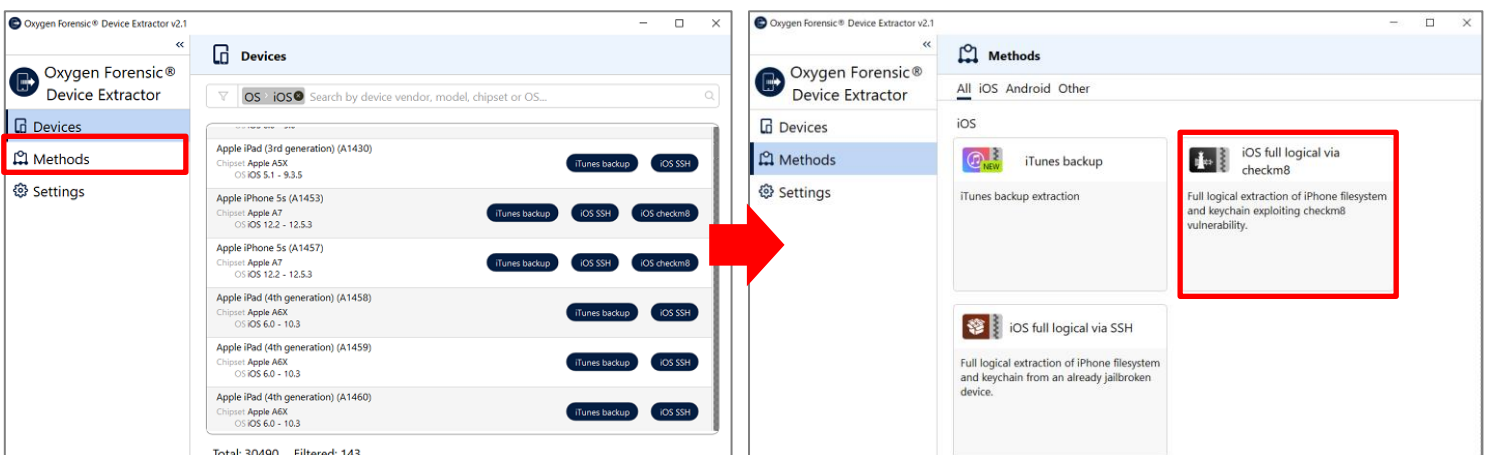 Oxygen Forensic® Device Extractor v2.1
«
Oxygen Forensic®
Device Extractor
Devices
Methods
Settings
Devices
OS iOS Search by device vendor, model, chipset or OS...
Apple iPad (3rd generation) (A1430)
Chipset Apple A5X
OS iOS 5.1 - 9.3.5
iTunes backup iOS SSH
Apple iPhone 5s (A1453)
Chipset Apple A7
OS iOS 12.2 - 12.5.3
iTunes backup iOS SSH iOS checkm8
Apple iPhone 5s (A1457)
Chipset Apple A7
OS iOS 12.2 - 12.5.3
iTunes backup iOS SSH iOS checkm8
Apple iPad (4th generation) (A1458)
Chipset Apple A6X
OS iOS 6.0 - 10.3
iTunes backup iOS SSH
Apple iPad (4th generation) (A1459)
Chipset Apple A6X
OS iOS 6.0 - 10.3
iTunes backup iOS SSH
Apple iPad (4th generation) (A1460)
Chipset Apple A6X
OS iOS 6.0 - 10.3
iTunes backup iOS SSH
Total: 30490 Filtered: 143
Oxygen Forensic® Device Extractor v2.1
«
Oxygen Forensic®
Device Extractor
Devices
Methods
Settings
Methods
All iOS Android Other
iOS
NEW
iTunes backup
iTunes backup extraction
iOS full logical via
checkm8
Full logical extraction of iPhone filesystem
and keychain exploiting checkm8
vulnerability.
iOS full logical via SSH
Full logical extraction of iPhone filesystem
and keychain from an already jailbroken
device.